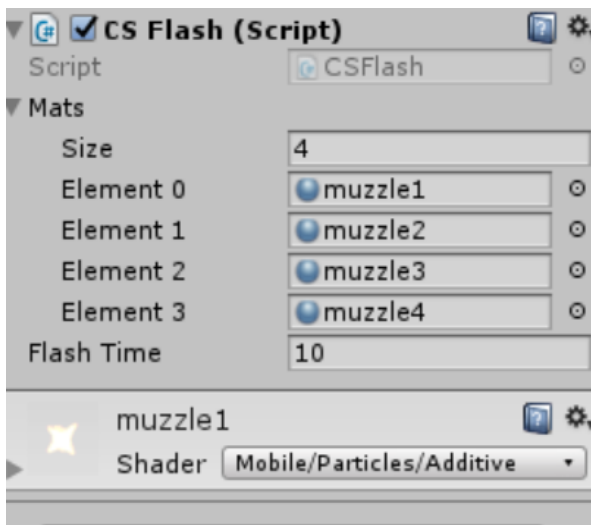 CS Flash (Script)
Script CSFlash
Mats
Size 4
Element 0 muzzle1
Element 1 muzzle2
Element 2 muzzle3
Element 3 muzzle4
Flash Time 10
muzzle1
Shader Mobile/Particles/Additive